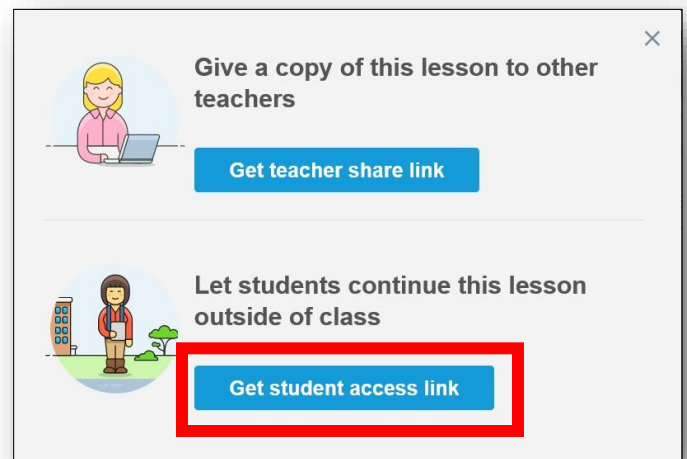 Give a copy of this lesson to other
teachers
Get teacher share link
Let students continue this lesson
outside of class
Get student access link